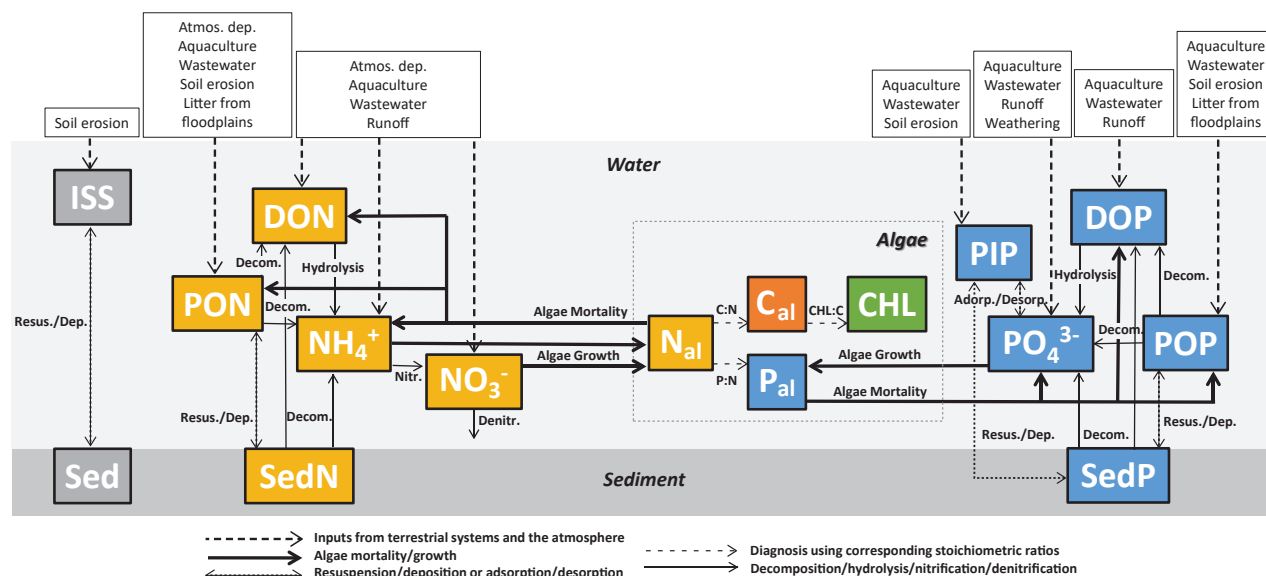 Atmos. dep.
Aquaculture
Wastewater
Soil erosion
Litter from
floodplains
Atmos. dep.
Aquaculture
Wastewater
Runoff
Soil erosion
Aquaculture
Wastewater
Soil erosion
Aquaculture
Wastewater
Runoff
Weathering
Aquaculture
Wastewater
Runoff
Aquaculture
Wastewater
Soil erosion
Litter from
floodplains
Water
ISS
DON
Decom.
Hydrolysis
PON
Decom.
NH₄⁺
Nitr.
NO₃⁻
Denitr.
Resus./Dep.
Resus./Dep.
Decom.
Algae Mortality
Algae Growth
Algae
N_al
C:N
C_al
CHL:C
CHL
P:N
P_al
Algae Growth
Algae Mortality
PIP
DOP
Hydrolysis
Decom.
Adorp./Desorp.
PO₄³⁻
Decom.
POP
Resus./Dep.
Decom.
Resus./Dep.
Sed
SedN
Sediment
SedP
Inputs from terrestrial systems and the atmosphere
Algae mortality/growth
Resuspension/deposition or adsorption/desorption
Diagnosis using corresponding stoichiometric ratios
Decomposition/hydrolysis/nitrification/denitrification